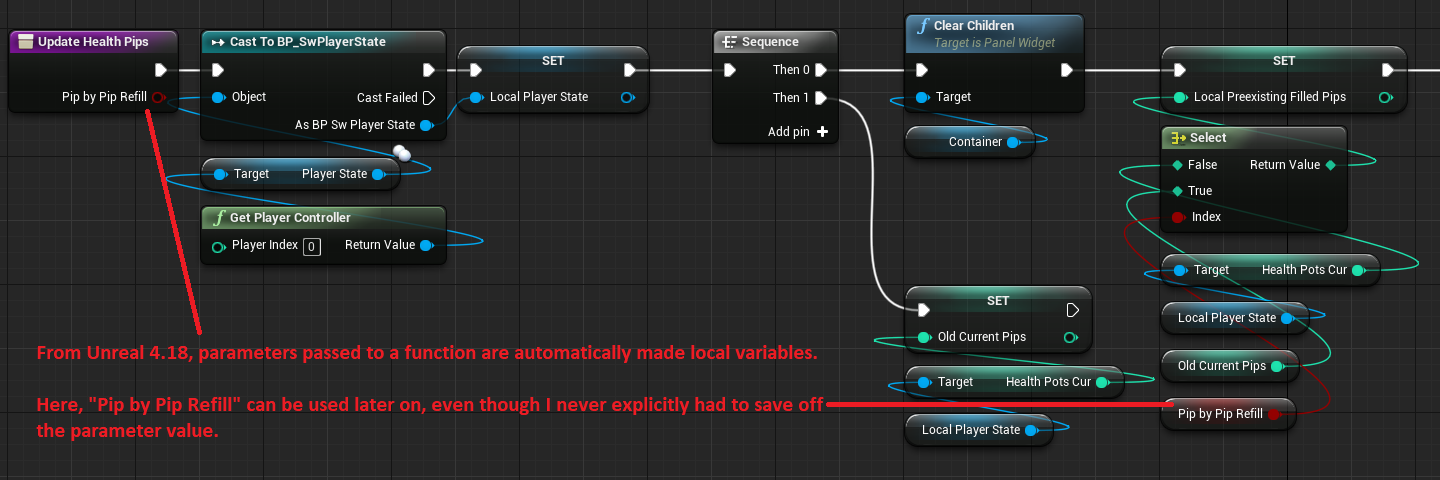 Update Health Pips
Pip by Pip Refill
Cast To BP_SwPlayerState
Object
Cast Failed
As BP Sw Player State
Target Player State
Get Player Controller
Player Index 0 Return Value
SET
Local Player State
Sequence
Then 0
Then 1
Add pin
Clear Children
Target is Panel Widget
Target
Container
SET
Old Current Pips
Target Health Pots Cur
Local Player State
SET
Local Preexisting Filled Pips
Select
False Return Value
True
Index
Target Health Pots Cur
Local Player State
Old Current Pips
Pip by Pip Refill
From Unreal 4.18, parameters passed to a function are automatically made local variables.
Here, "Pip by Pip Refill" can be used later on, even though I never explicitly had to save off
the parameter value.